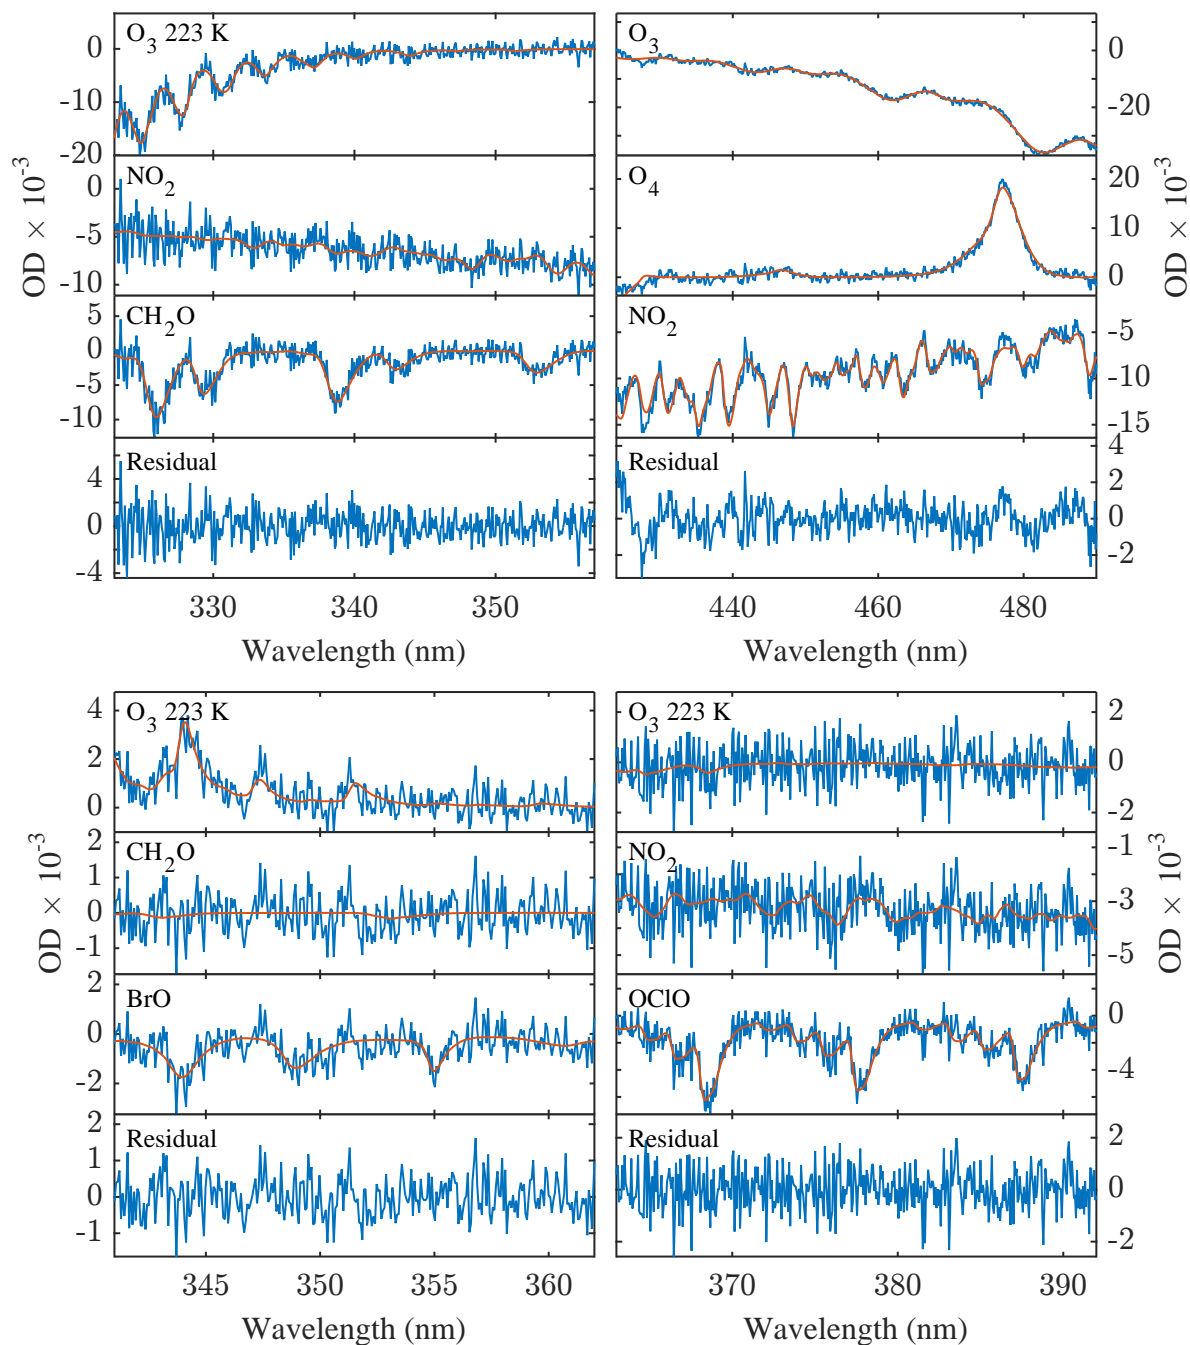 O3 223 K
0
-10
-20
NO2
0
-5
-10
CH2O
5
0
-5
-10
Residual
4
0
-4
330 340 350
Wavelength (nm)
OD × 10-3
O3
0
-20
O4
20
10
0
NO2
-5
-10
-15
Residual
4
2
0
-2
440 460 480
Wavelength (nm)
OD × 10-3
O3 223 K
4
2
0
CH2O
2
1
0
-1
BrO
2
0
-2
Residual
2
1
0
-1
345 350 355 360
Wavelength (nm)
OD × 10-3
O3 223 K
2
0
-2
NO2
-1
-3
-5
OClO
0
-4
Residual
2
0
-2
370 380 390
Wavelength (nm)
OD × 10-3